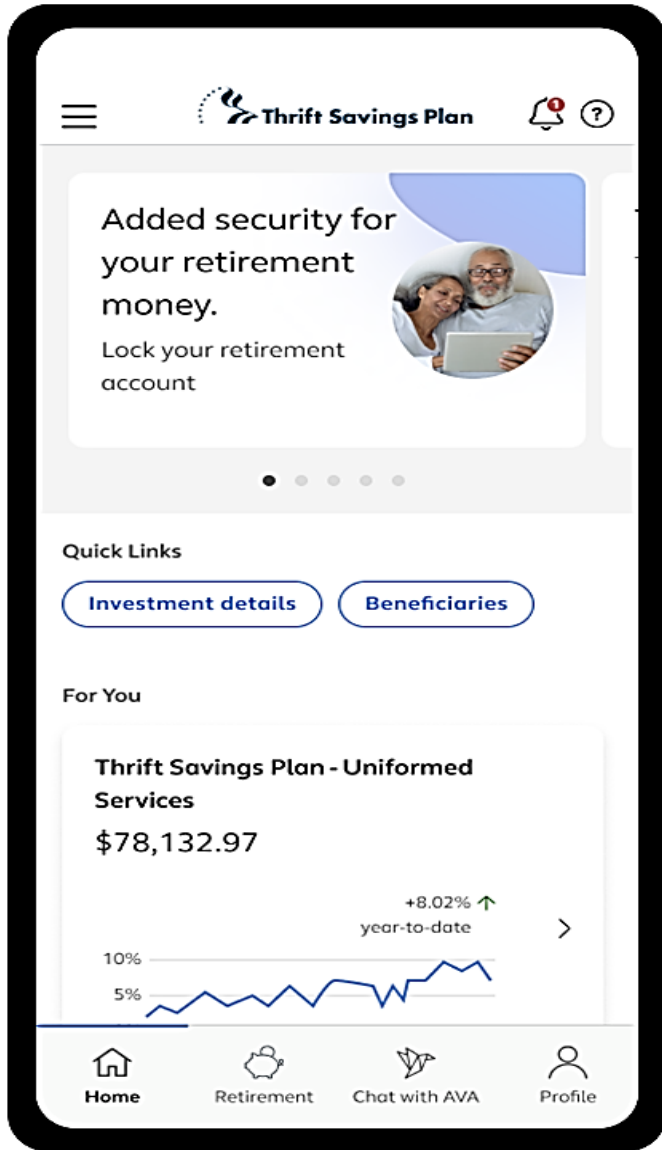 Thrift Savings Plan
1
?
Added security for
your retirement
money.
Lock your retirement
account
Quick Links
Investment details
Beneficiaries
For You
Thrift Savings Plan - Uniformed
Services
$78,132.97
+8.02%
year-to-date
10%
5%
Home
Retirement
Chat with AVA
Profile